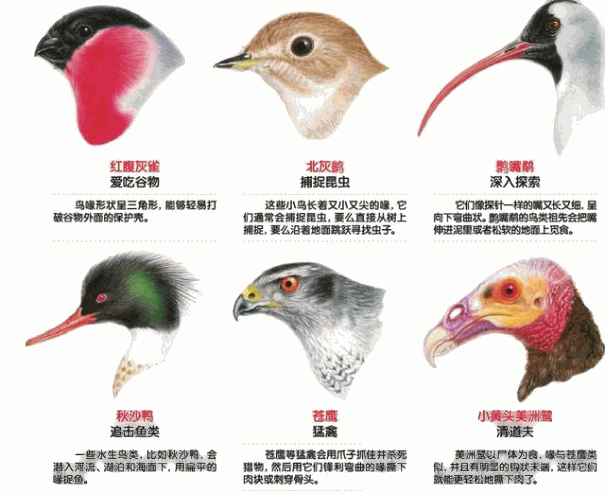 红腹灰雀
爱吃谷物
鸟喙形状呈三角形，能够轻易打
破谷物外面的保护壳。
北灰鹟
捕捉昆虫
这些小鸟长着又小又尖的喙，它
们通常会捕捉昆虫，要么直接从树上
捕捉，要么沿着地面跳跃寻找虫子。
鹮嘴鹬
深入探索
它们像探针一样的嘴又长又细，呈
向下弯曲状。鹮嘴鹬的鸟类祖先会把嘴
伸进泥里或者松软的地面上觅食。
秋沙鸭
追击鱼类
一些水生鸟类，比如秋沙鸭，会
潜入河流、湖泊和海面下，用扁平的
喙捉鱼。
苍鹰
猛禽
苍鹰等猛禽会用爪子抓住并杀死
猎物，然后用它们锋利弯曲的喙撕下
肉块或刺穿骨头。
小黄头美洲鹫
清道夫
美洲鹫以尸体为食，喙与苍鹰类
似，并且有明显的钩状末端，这样它们
就能更轻松地撕下肉了。